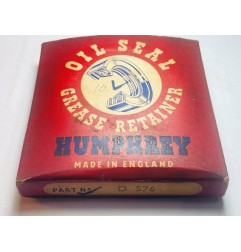 OIL SEAL
GREASE RETAINER
HUMPHREY
MADE IN ENGLAND
PART No D 576